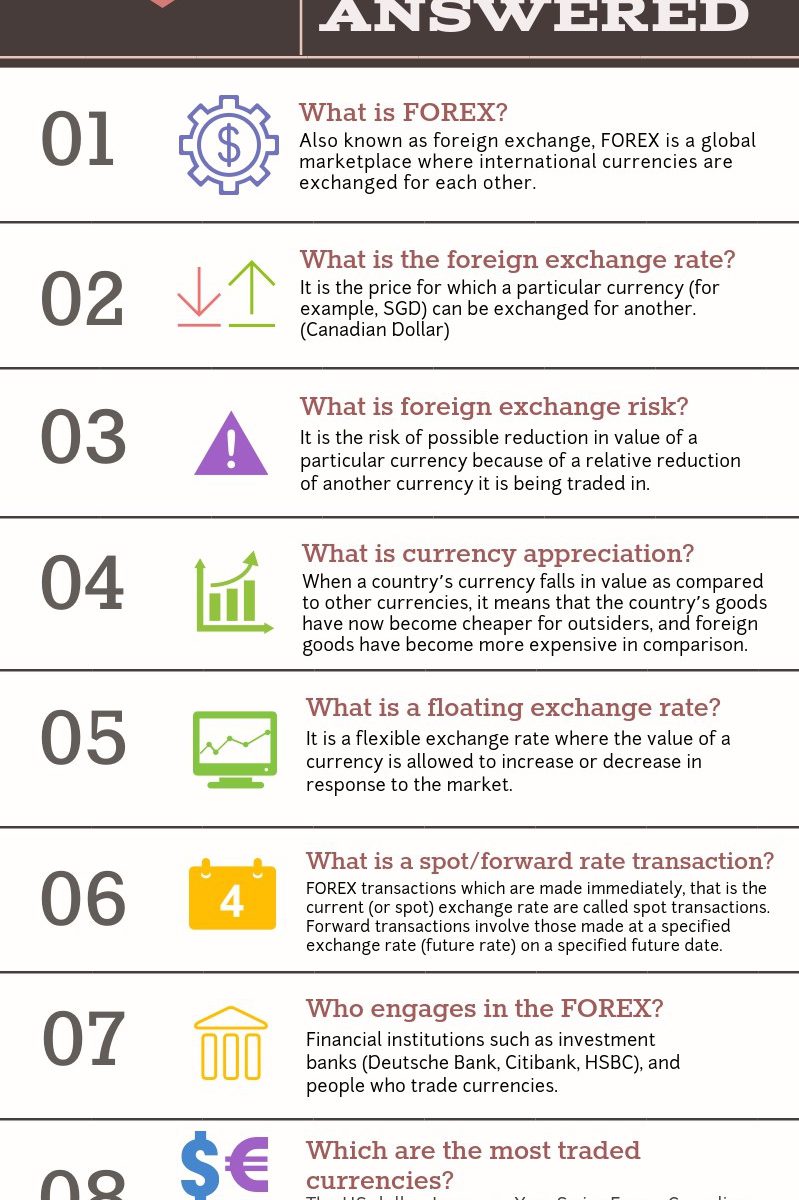 ANSWERED
01
What is FOREX?
Also known as foreign exchange, FOREX is a global
marketplace where international currencies are
exchanged for each other.
02
What is the foreign exchange rate?
It is the price for which a particular currency (for
example, SGD) can be exchanged for another.
(Canadian Dollar)
03
What is foreign exchange risk?
It is the risk of possible reduction in value of a
particular currency because of a relative reduction
of another currency it is being traded in.
04
What is currency appreciation?
When a country's currency falls in value as compared
to other currencies, it means that the country's goods
have now become cheaper for outsiders, and foreign
goods have become more expensive in comparison.
05
What is a floating exchange rate?
It is a flexible exchange rate where the value of a
currency is allowed to increase or decrease in
response to the market.
06
4
What is a spot/forward rate transaction?
FOREX transactions which are made immediately, that is the
current (or spot) exchange rate are called spot transactions.
Forward transactions involve those made at a specified
exchange rate (future rate) on a specified future date.
07
Who engages in the FOREX?
Financial institutions such as investment
banks (Deutsche Bank, Citibank, HSBC), and
people who trade currencies.
08
$€
Which are the most traded
currencies?